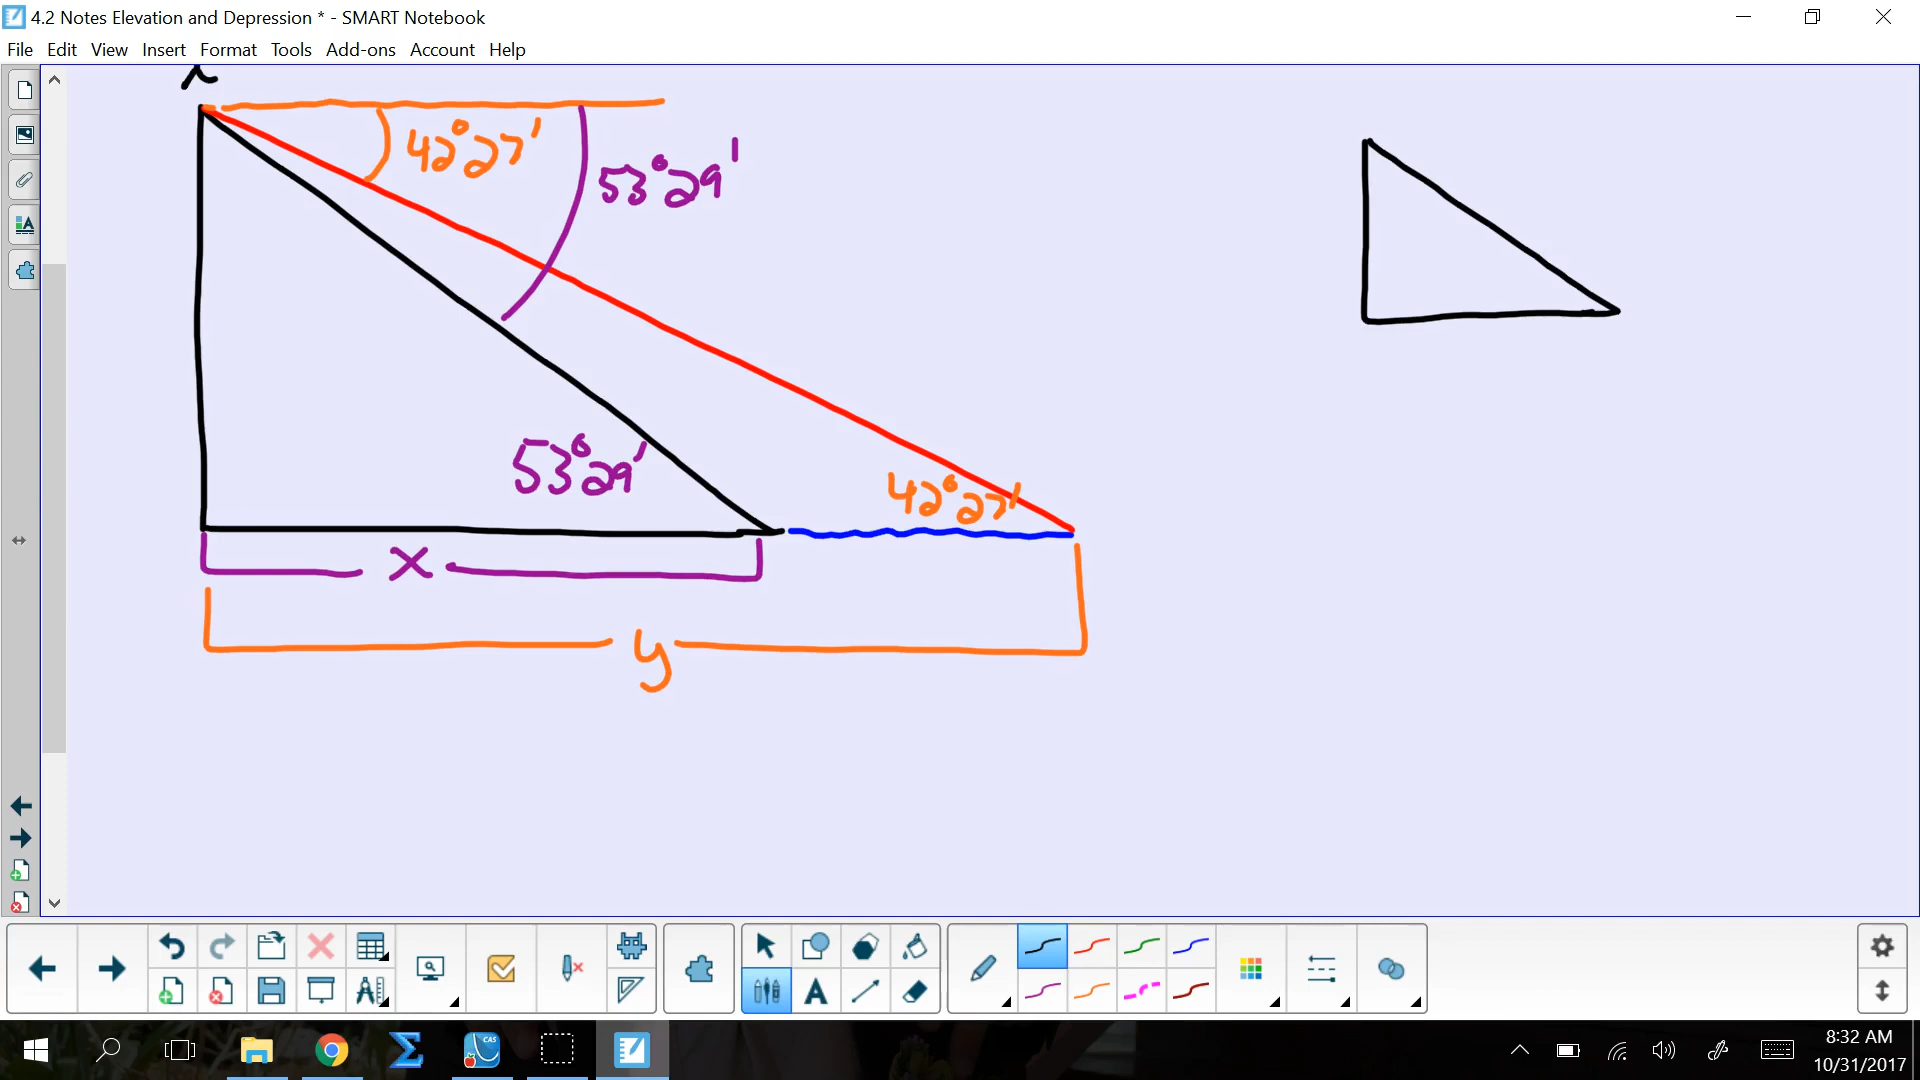 4.2 Notes Elevation and Depression * - SMART Notebook
File Edit View Insert Format Tools Add-ons Account Help
42°27'
53°29'
53°29'
42°27'
x
y
CAS
8:32 AM
10/31/2017